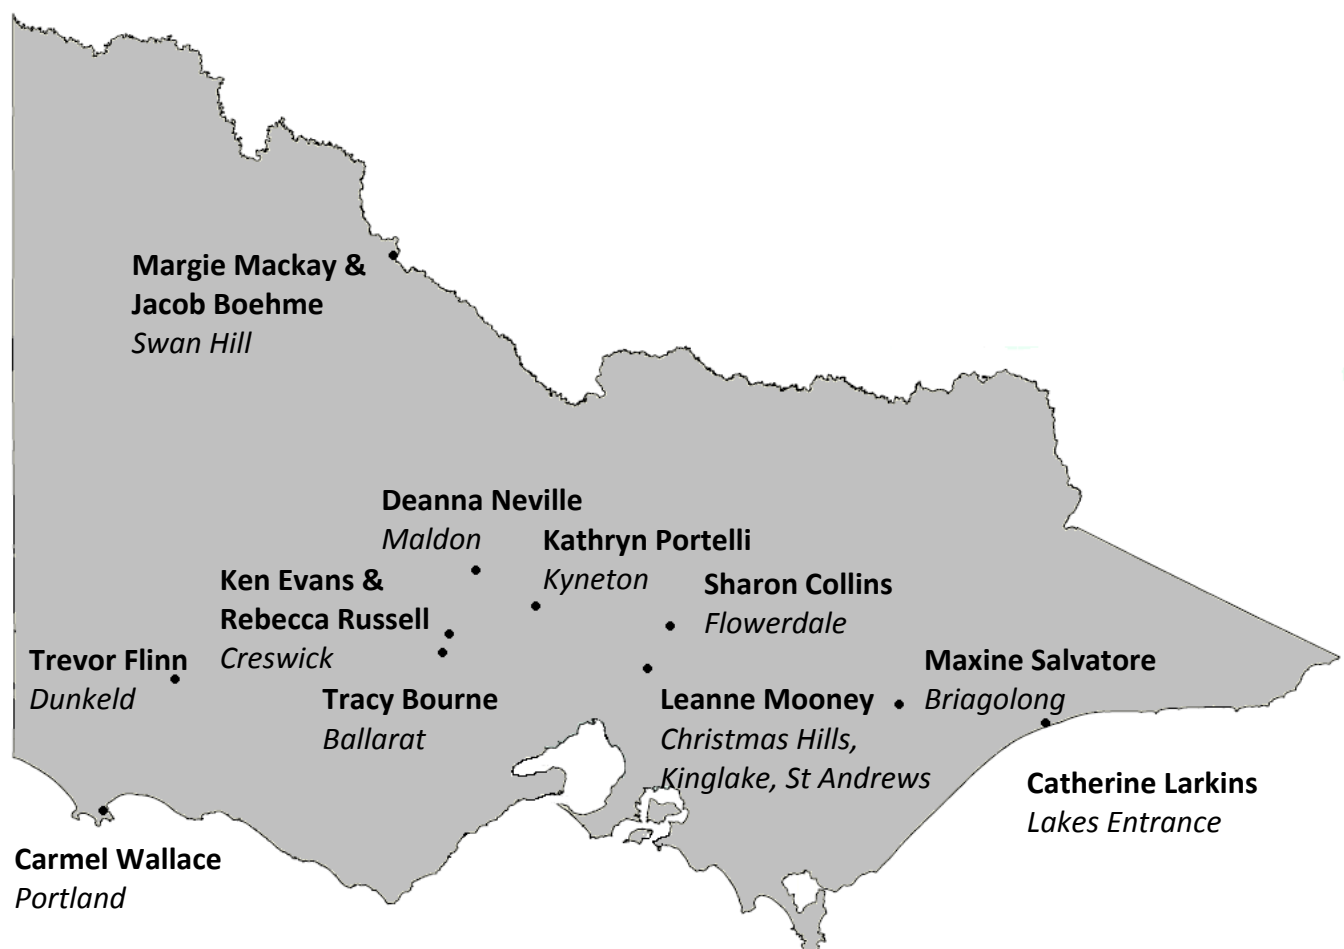 Margie Mackay &
Jacob Boehme
Swan Hill
Deanna Neville
Maldon
Kathryn Portelli
Kyneton
Ken Evans &
Rebecca Russell
Creswick
Sharon Collins
Flowerdale
Trevor Flinn
Dunkeld
Tracy Bourne
Ballarat
Leanne Mooney
Christmas Hills,
Kinglake, St Andrews
Maxine Salvatore
Briagolong
Catherine Larkins
Lakes Entrance
Carmel Wallace
Portland